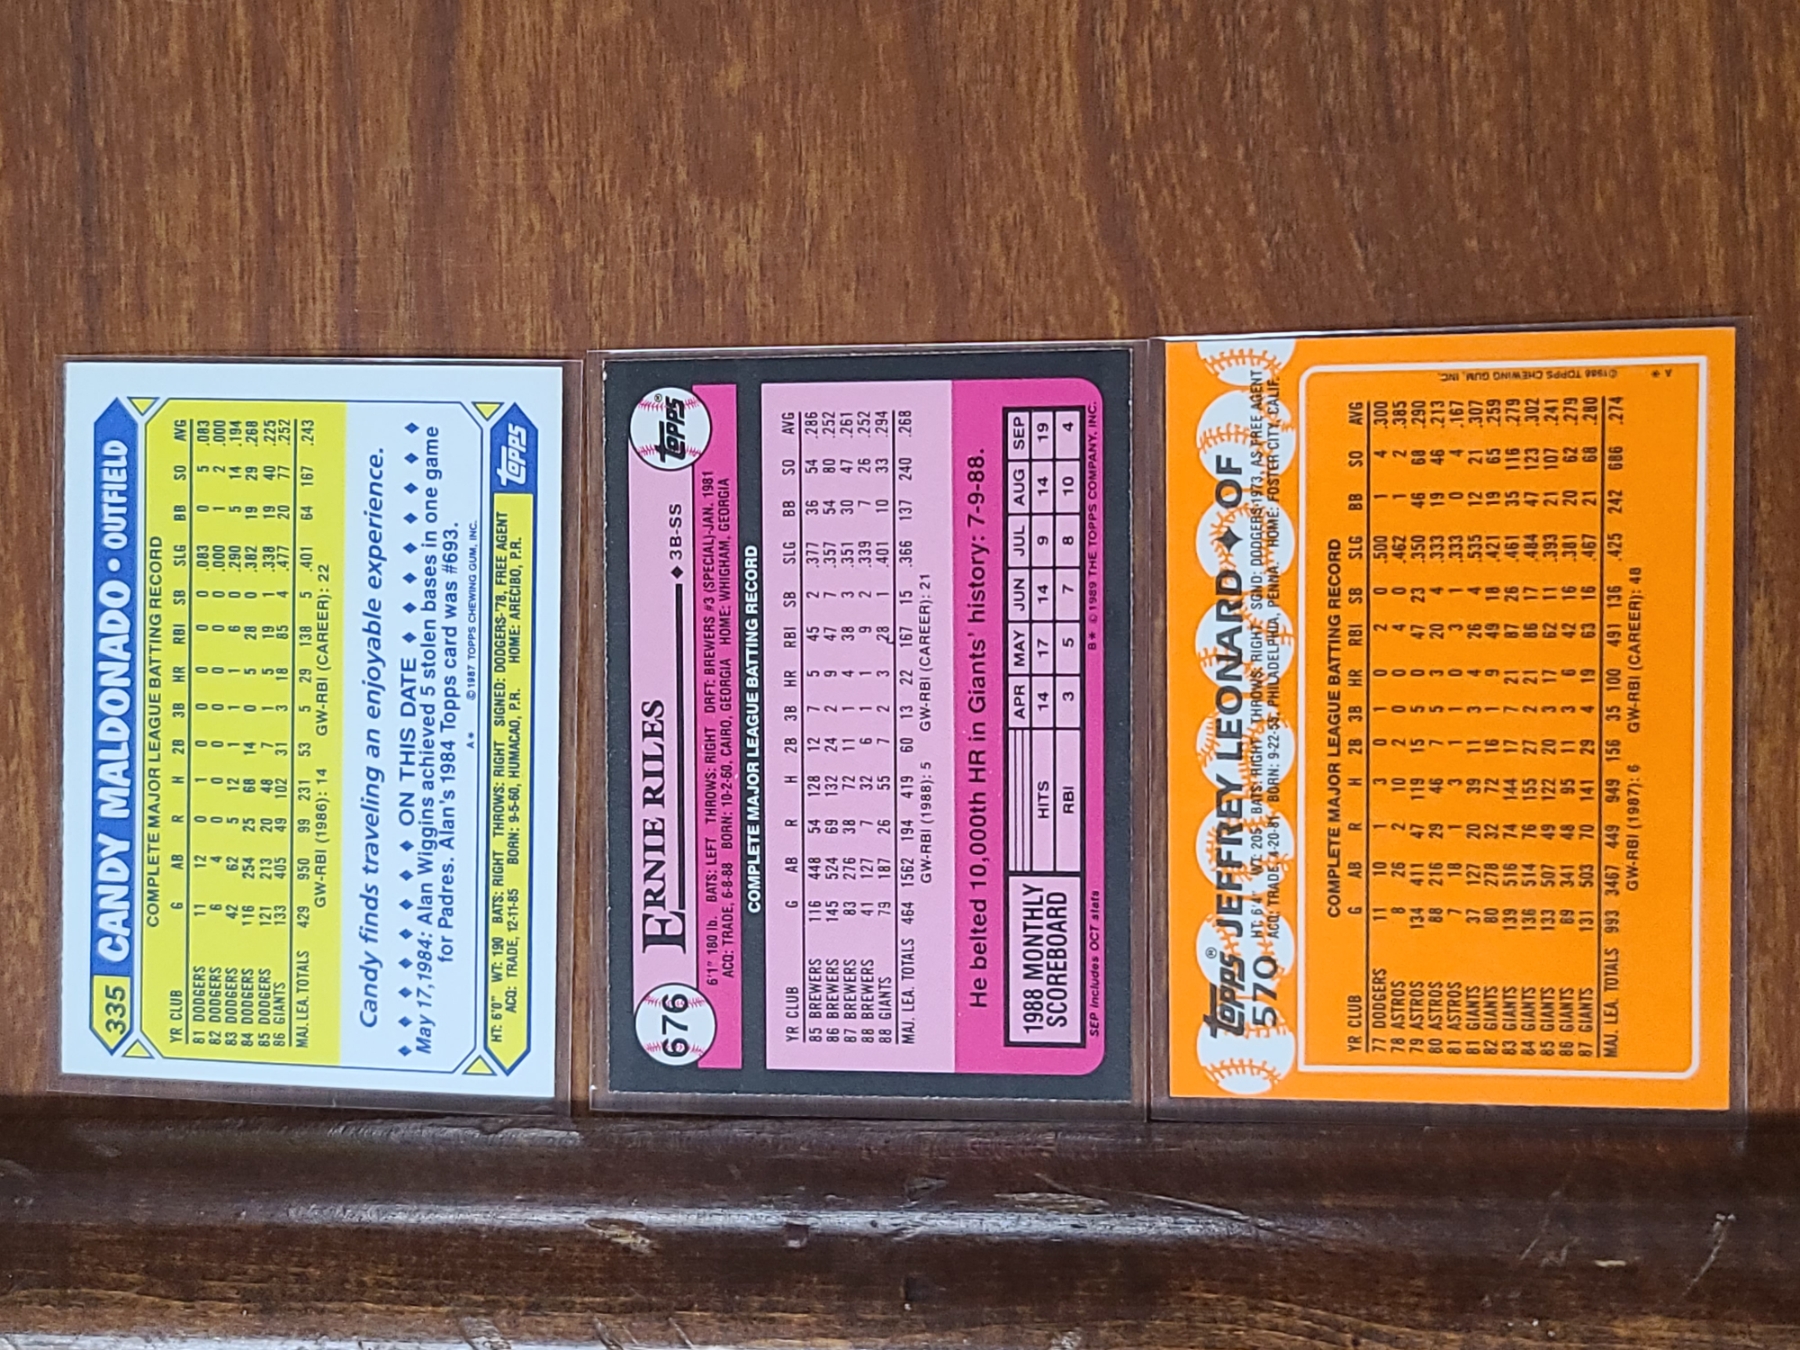 335 CANDY MALDONADO • OUTFIELD
COMPLETE MAJOR LEAGUE BATTING RECORD
YR CLUB G AB R H 2B 3B HR RBI SB SLG BB SO AVG
81 DODGERS 11 12 0 1 0 0 0 0 0 .083 0 5 .083
82 DODGERS 6 4 0 0 0 0 0 0 0 .000 1 2 .000
83 DODGERS 42 62 5 12 1 1 1 6 0 .290 5 14 .194
84 DODGERS 116 254 25 68 14 0 5 28 0 .382 19 29 .268
85 DODGERS 121 213 20 48 7 1 5 19 1 .338 19 40 .225
86 GIANTS 133 405 49 102 31 3 18 85 4 .477 20 77 .252
MAJ. LEA. TOTALS 429 950 99 231 53 5 29 138 5 .401 64 167 .243
GW-RBI (1986): 14 GW-RBI (CAREER): 22
Candy finds traveling an enjoyable experience.
♦ ♦ ♦ ♦ ♦ ♦ ♦ ON THIS DATE ♦ ♦ ♦ ♦ ♦ ♦ ♦ ♦
May 17, 1984: Alan Wiggins achieved 5 stolen bases in one game
for Padres. Alan's 1984 Topps card was #693.
A* ©1987 TOPPS CHEWING GUM, INC.
HT: 6'0" WT: 190 BATS: RIGHT THROWS: RIGHT SIGNED: DODGERS-'78, FREE AGENT
ACQ: TRADE, 12-11-85 BORN: 9-5-60, HUMACAO, P.R. HOME: ARECIBO, P.R.
topps
676 ERNIE RILES ♦ 3B-SS
topps®
6'1" 180 lb. BATS: LEFT THROWS: RIGHT DRAFT: BREWERS #3 (SPECIAL)-JAN. 1981
ACQ: TRADE, 6-8-88 BORN: 10-2-60, CAIRO, GEORGIA HOME: WHIGHAM, GEORGIA
COMPLETE MAJOR LEAGUE BATTING RECORD
YR CLUB G AB R H 2B 3B HR RBI SB SLG BB SO AVG
85 BREWERS 116 448 54 128 12 7 5 45 2 .377 36 54 .286
86 BREWERS 145 524 69 132 24 2 9 47 7 .357 54 80 .252
87 BREWERS 83 276 38 72 11 1 4 38 3 .351 30 47 .261
88 BREWERS 41 127 7 32 6 1 1 9 2 .339 7 26 .252
88 GIANTS 79 187 26 55 7 2 3 28 1 .401 10 33 .294
MAJ. LEA. TOTALS 464 1562 194 419 60 13 22 167 15 .366 137 240 .268
GW-RBI (1988): 5 GW-RBI (CAREER): 21
He belted 10,000th HR in Giants' history: 7-9-88.
1988 MONTHLY SCOREBOARD
APR MAY JUN JUL AUG SEP
HITS 14 17 14 9 14 19
RBI 3 5 7 8 10 4
SEP includes OCT stats
B* ©1989 THE TOPPS COMPANY, INC.
topps® JEFFREY LEONARD ✦ OF
570 HT: 6'4" WT: 205 BATS: RIGHT THROWS: RIGHT SGND: DODGERS 1973, AS FREE AGENT
ACQ: TRADE, 4-20-81 BORN: 9-22-55, PHILADELPHIA, PENNA. HOME: FOSTER CITY, CALIF.
COMPLETE MAJOR LEAGUE BATTING RECORD
YR CLUB G AB R H 2B 3B HR RBI SB SLG BB SO AVG
77 DODGERS 11 10 1 3 0 1 0 2 0 .500 1 4 .300
78 ASTROS 8 26 2 10 2 0 0 4 0 .462 1 2 .385
79 ASTROS 134 411 47 119 15 5 0 47 23 .350 46 68 .290
80 ASTROS 88 216 29 46 7 5 3 20 4 .333 19 46 .213
81 ASTROS 7 18 1 3 1 1 0 3 1 .333 0 4 .167
81 GIANTS 37 127 20 39 11 3 4 26 4 .535 12 21 .307
82 GIANTS 80 278 32 72 16 1 9 49 18 .421 19 65 .259
83 GIANTS 139 516 74 144 17 7 21 87 26 .461 35 116 .279
84 GIANTS 136 514 76 155 27 2 21 86 17 .484 47 123 .302
85 GIANTS 133 507 49 122 20 3 17 62 11 .393 21 107 .241
86 GIANTS 89 341 48 95 11 3 6 42 16 .381 20 62 .279
87 GIANTS 131 503 70 141 29 4 19 63 16 .467 21 68 .280
MAJ. LEA. TOTALS 993 3467 449 949 156 35 100 491 136 .425 242 686 .274
GW-RBI (1987): 6 GW-RBI (CAREER): 48
©1988 TOPPS CHEWING GUM, INC.
A *